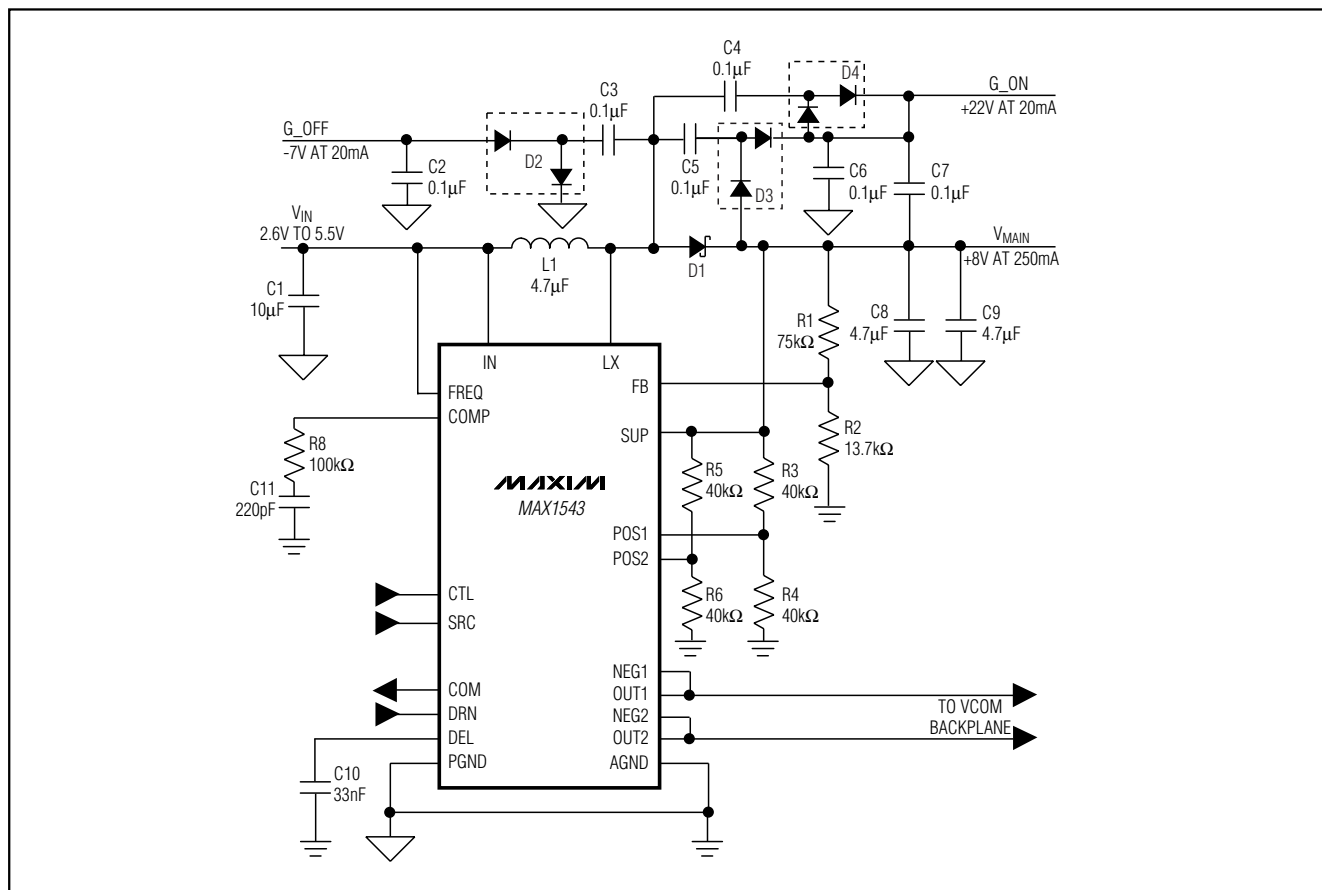 C4
0.1µF
D4
G_ON
+22V AT 20mA
C3
0.1µF
G_OFF
-7V AT 20mA
C2
0.1µF
D2
C5
0.1µF
D3
C6
0.1µF
C7
0.1µF
VIN
2.6V TO 5.5V
VMAIN
+8V AT 250mA
L1
4.7µF
D1
C1
10µF
R1
75kΩ
C8
4.7µF
C9
4.7µF
IN
LX
FREQ
FB
COMP
SUP
R2
13.7kΩ
R8
100kΩ
R5
40kΩ
R3
40kΩ
MAXIM
MAX1543
C11
220pF
POS1
POS2
CTL
SRC
R6
40kΩ
R4
40kΩ
NEG1
COM
OUT1
DRN
NEG2
TO VCOM
BACKPLANE
DEL
OUT2
PGND
AGND
C10
33nF